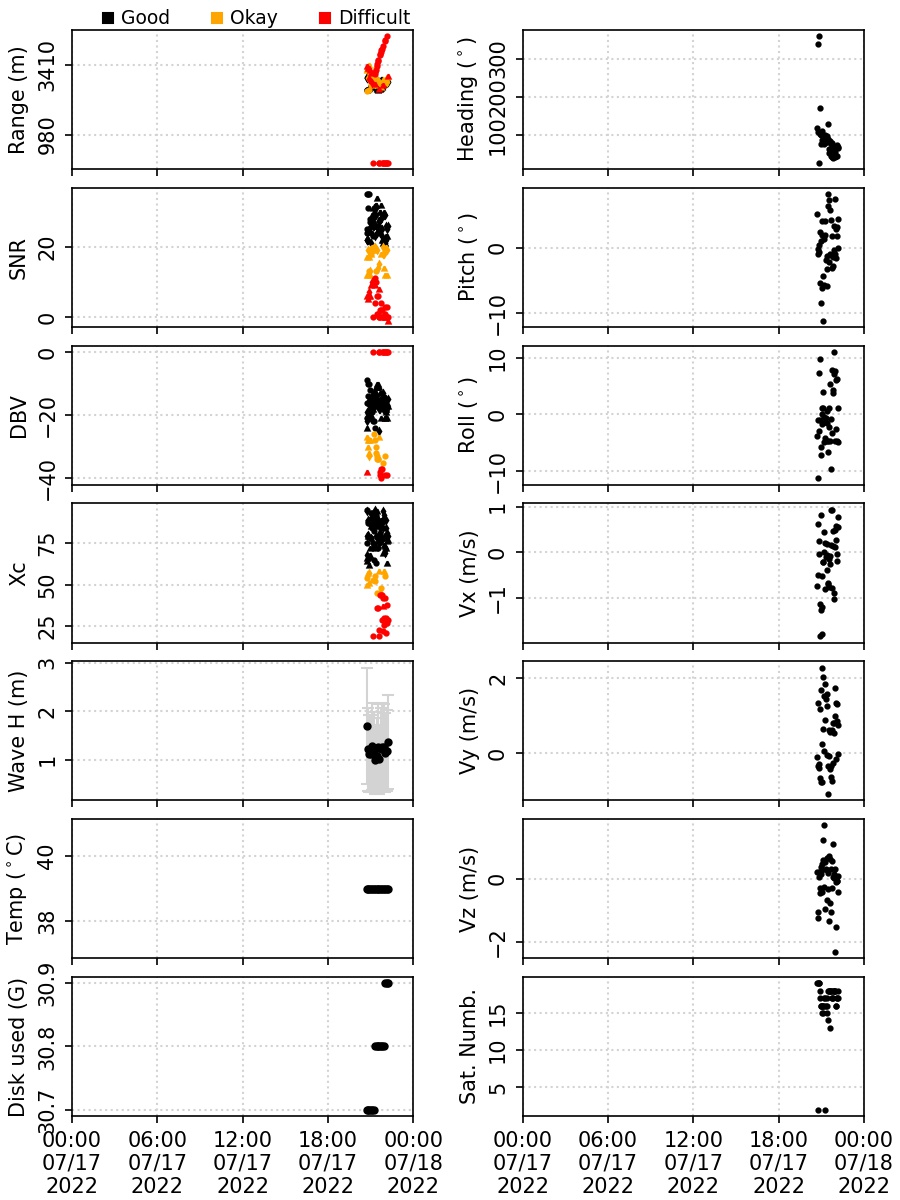 Good Okay Difficult
Range (m)
3410
980
Heading (°)
300
200
100
SNR
20
0
Pitch (°)
0
−10
DBV
0
−20
−40
Roll (°)
10
0
−10
Xc
75
50
25
Vx (m/s)
1
0
−1
Wave H (m)
3
2
1
Vy (m/s)
2
0
Temp (°C)
40
38
Vz (m/s)
0
−2
Disk used (G)
30.9
30.8
30.7
Sat. Numb.
15
10
5
00:00 06:00 12:00 18:00 00:00
07/17 07/17 07/17 07/17 07/18
2022 2022 2022 2022 2022
00:00 06:00 12:00 18:00 00:00
07/17 07/17 07/17 07/17 07/18
2022 2022 2022 2022 2022